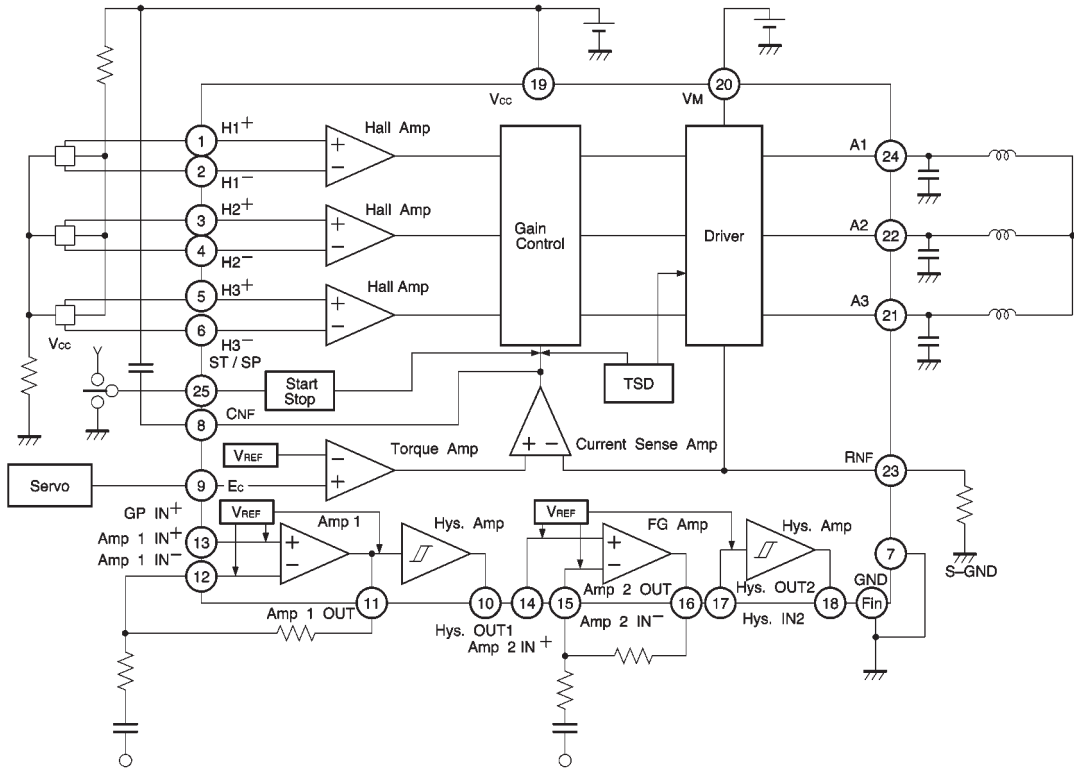 19
Vcc
20
VM
1
H1+
Hall Amp
+
−
2
H1−
3
H2+
Hall Amp
+
−
4
H2−
5
H3+
Hall Amp
+
−
6
H3−
Gain
Control
Driver
A1
24
A2
22
A3
21
Vcc
ST / SP
25
Start
Stop
TSD
8
CNF
VREF
Torque Amp
−
+
+ −
Current Sense Amp
RNF
23
Servo
9
Ec
GP IN+
VREF
Amp 1
Hys. Amp
VREF
FG Amp
Hys. Amp
Amp 1 IN+
13
+
−
+
−
7
S–GND
Amp 1 IN−
12
Amp 2 OUT
Hys. OUT2
GND
Amp 1 OUT
11
10
14
15
Amp 2 IN−
16
17
Hys. IN2
18
Fin
Hys. OUT1
Amp 2 IN+